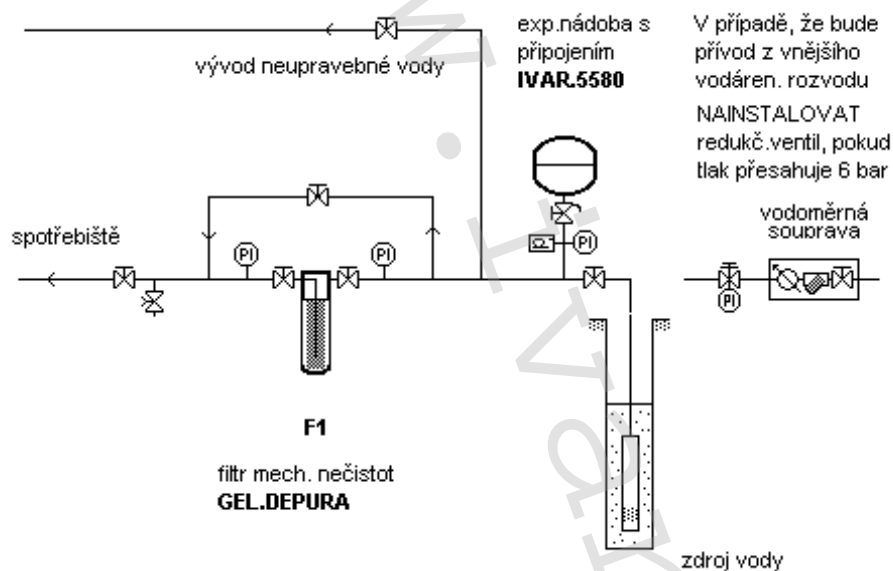 exp.nádoba s
připojením
IVAR.5580
V případě, že bude
přívod z vnějšího
vodáren. rozvodu
NAINSTALOVAT
redukč.ventil, pokud
tlak přesahuje 6 bar
vývod neupravebné vody
vodoměrná
souprava
spotřebiště
PI
PI
PI
PI
F1
filtr mech. nečistot
GEL.DEPURA
zdroj vody
w.ivar